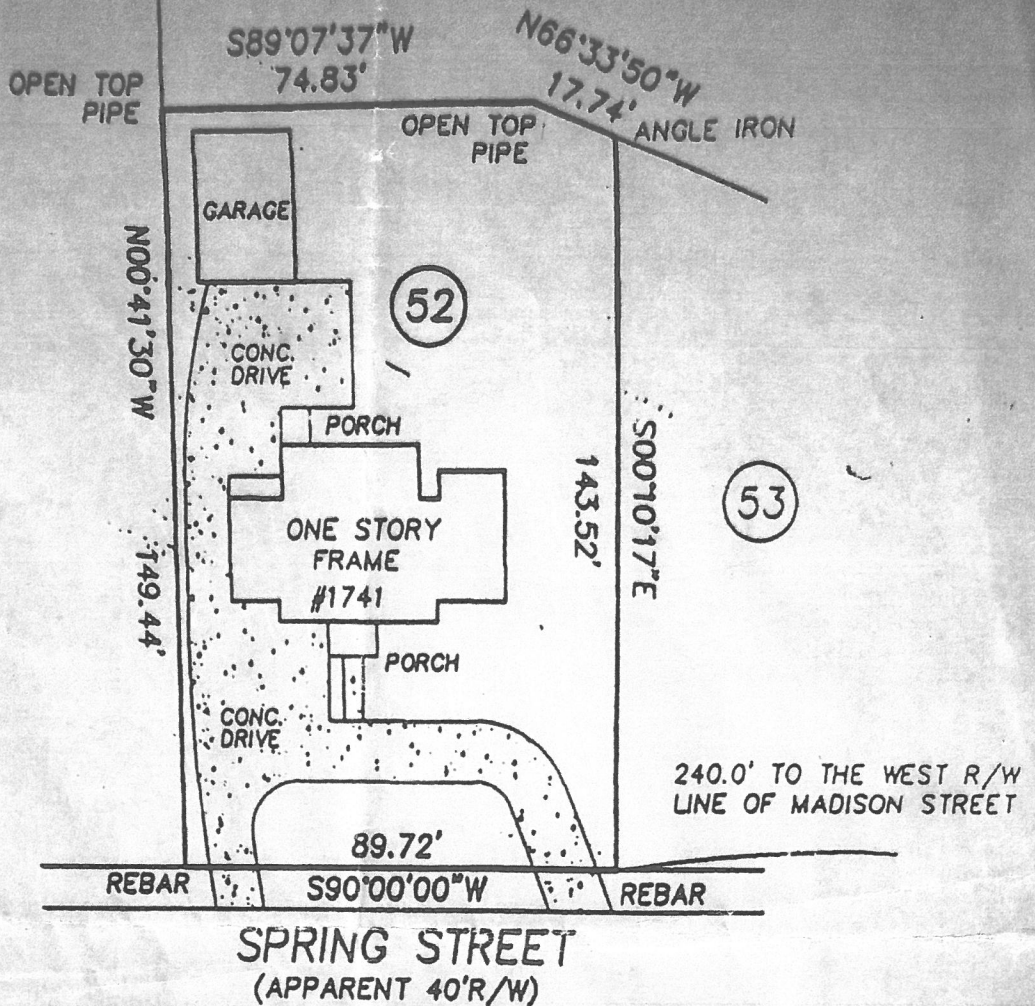 S89°07'37"W
74.83'
N66°33'50"W
17.74'
OPEN TOP
PIPE
OPEN TOP
PIPE
ANGLE IRON
GARAGE
N00°41'30"W
149.44'
52
CONC.
DRIVE
PORCH
S00°10'17"E
143.52'
53
ONE STORY
FRAME
#1741
PORCH
CONC.
DRIVE
240.0' TO THE WEST R/W
LINE OF MADISON STREET
89.72'
REBAR
S90°00'00"W
REBAR
SPRING STREET
(APPARENT 40'R/W)